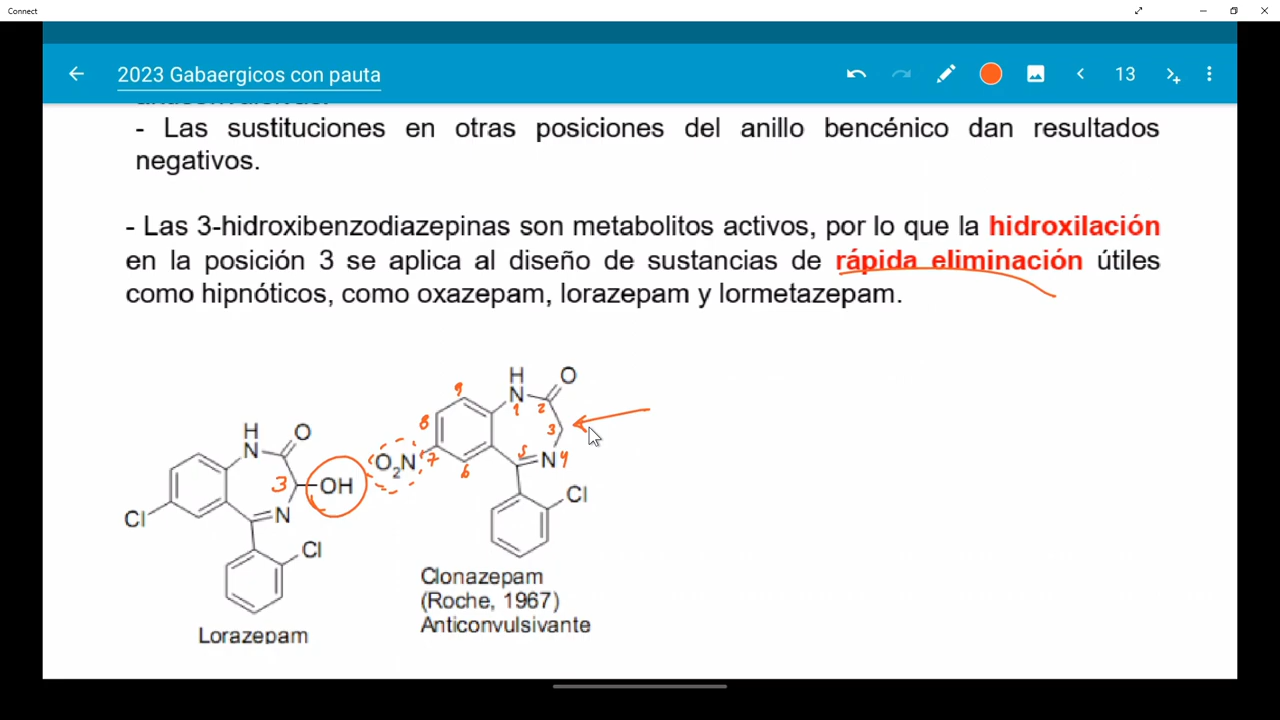 Connect
2023 Gabaergicos con pauta
13
anticonvulsivas.
- Las sustituciones en otras posiciones del anillo bencénico dan resultados
negativos.
- Las 3-hidroxibenzodiazepinas son metabolitos activos, por lo que la hidroxilación
en la posición 3 se aplica al diseño de sustancias de rápida eliminación útiles
como hipnóticos, como oxazepam, lorazepam y lormetazepam.
H
N
O
3
OH
N
Cl
Cl
Lorazepam
H
N
O
9
8
1
2
3
O2N
7
6
5
N
4
Cl
Clonazepam
(Roche, 1967)
Anticonvulsivante